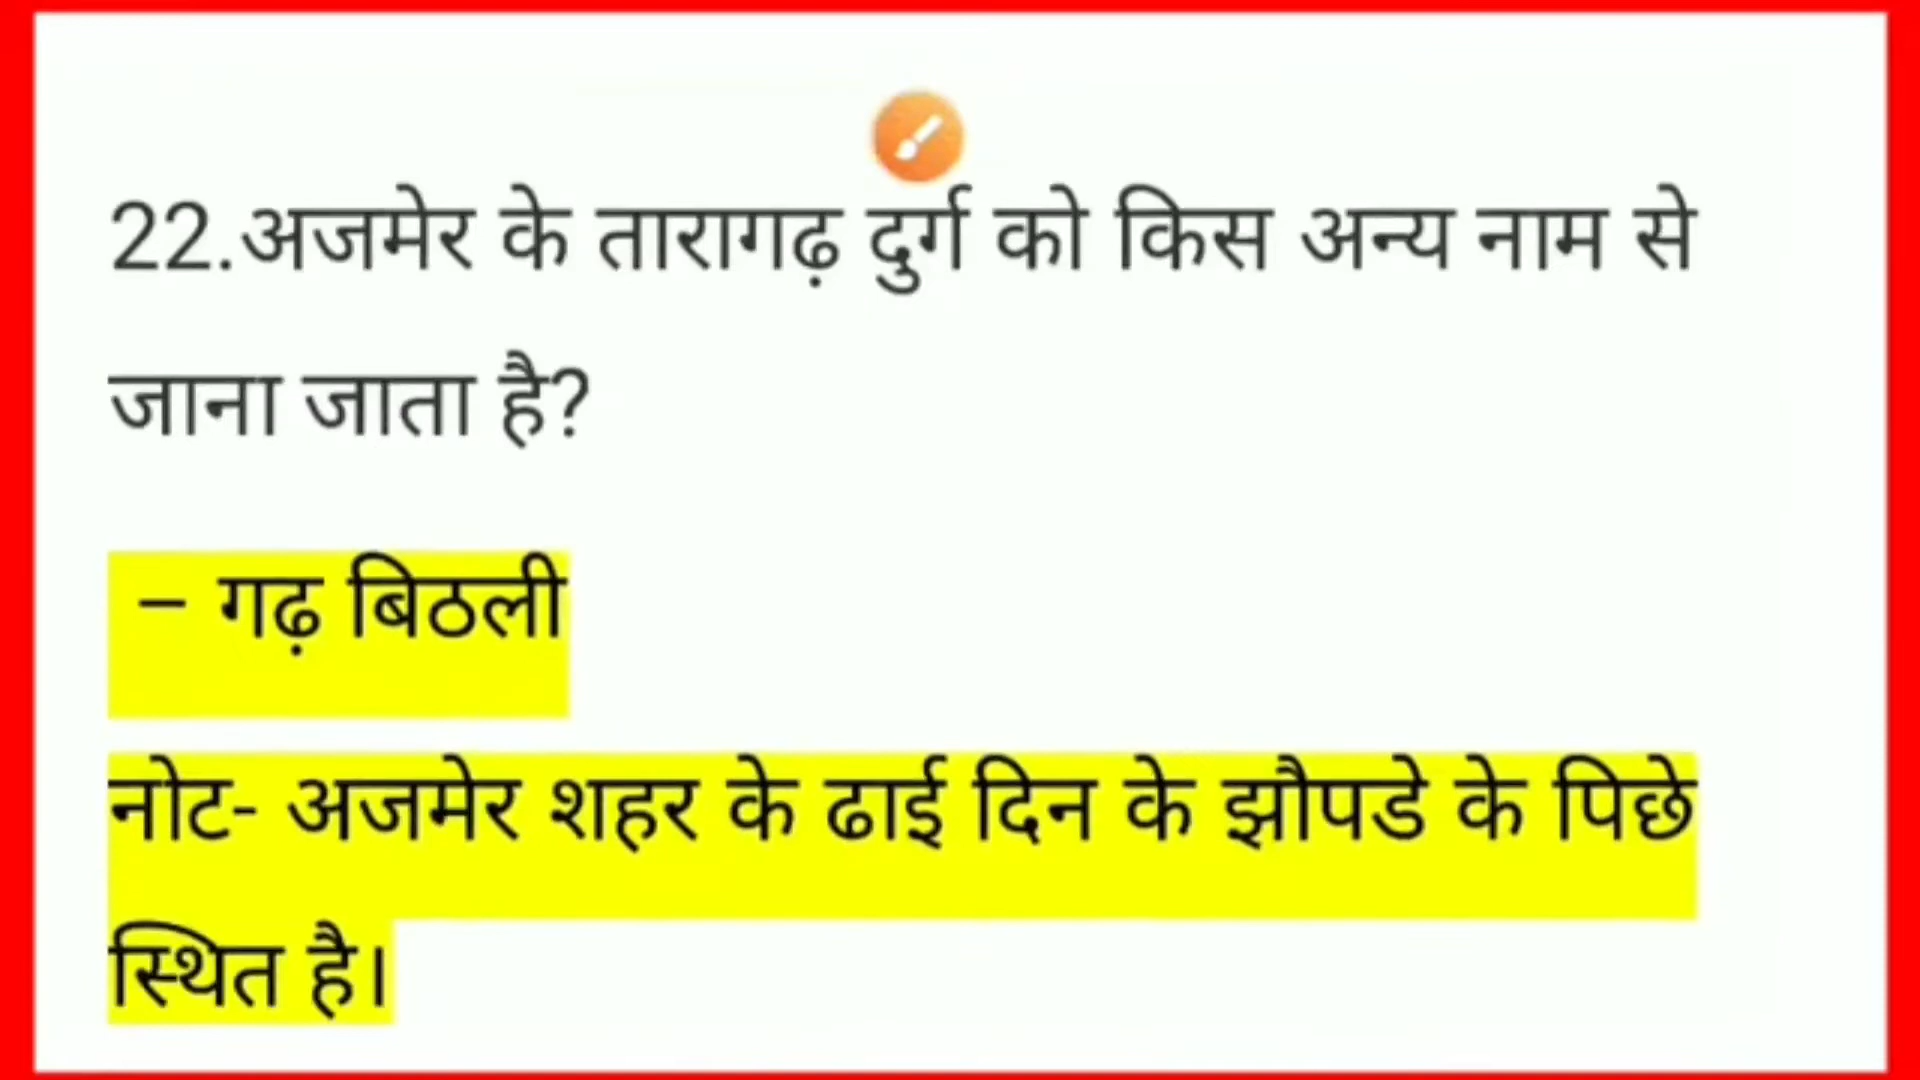 22.अजमेर के तारागढ़ दुर्ग को किस अन्य नाम से
जाना जाता है?
– गढ़ बिठली
नोट- अजमेर शहर के ढाई दिन के झौपडे के पिछे
स्थित है।